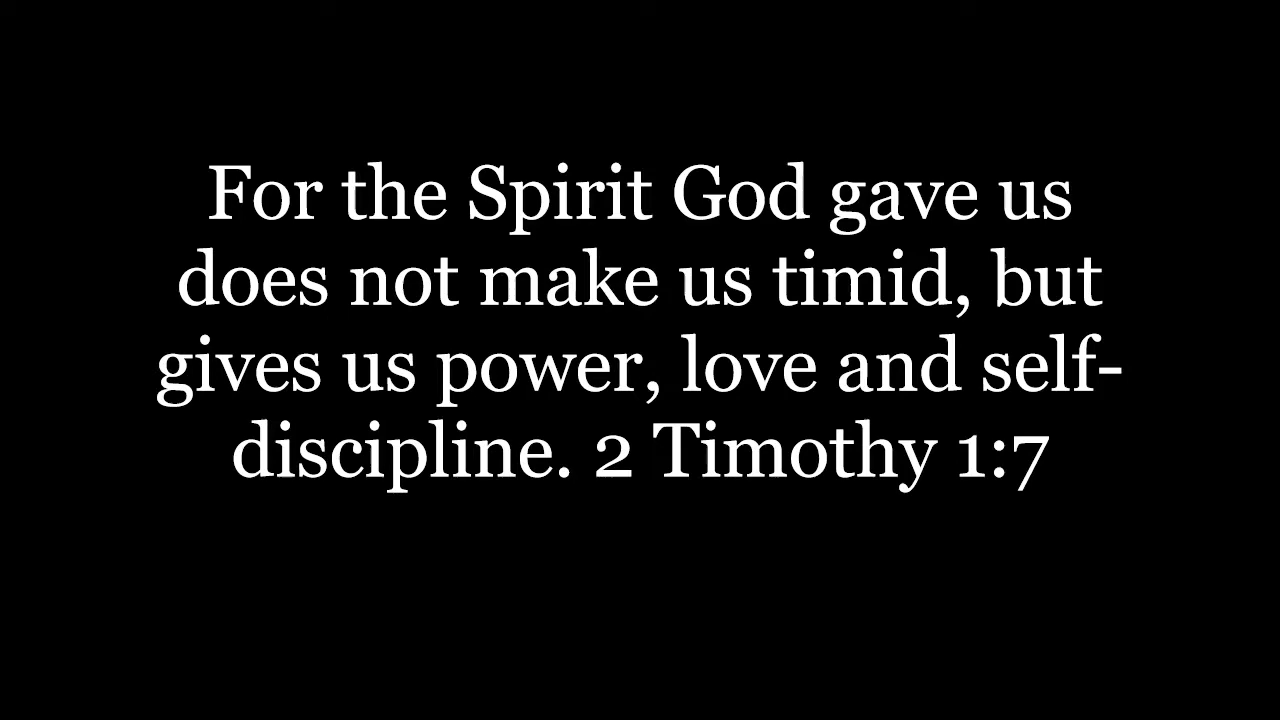 For the Spirit God gave us
does not make us timid, but
gives us power, love and self-
discipline. 2 Timothy 1:7